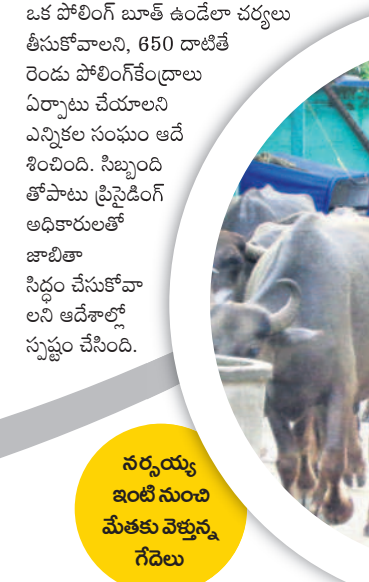 ఒక పోలింగ్ బూత్ ఉండేలా చర్యలు
తీసుకోవాలని, 650 దాటితే
రెండు పోలింగ్‌కేంద్రాలు
ఏర్పాటు చేయాలని
ఎన్నికల సంఘం ఆదే
శించింది. సిబ్బంది
తోపాటు ప్రిసైడింగ్
అధికారులతో
జాబితా
సిద్ధం చేసుకోవా
లని ఆదేశాల్లో
స్పష్టం చేసింది.
నర్సయ్య
ఇంటి నుంచి
మేతకు వెళ్తున్న
గేదెలు